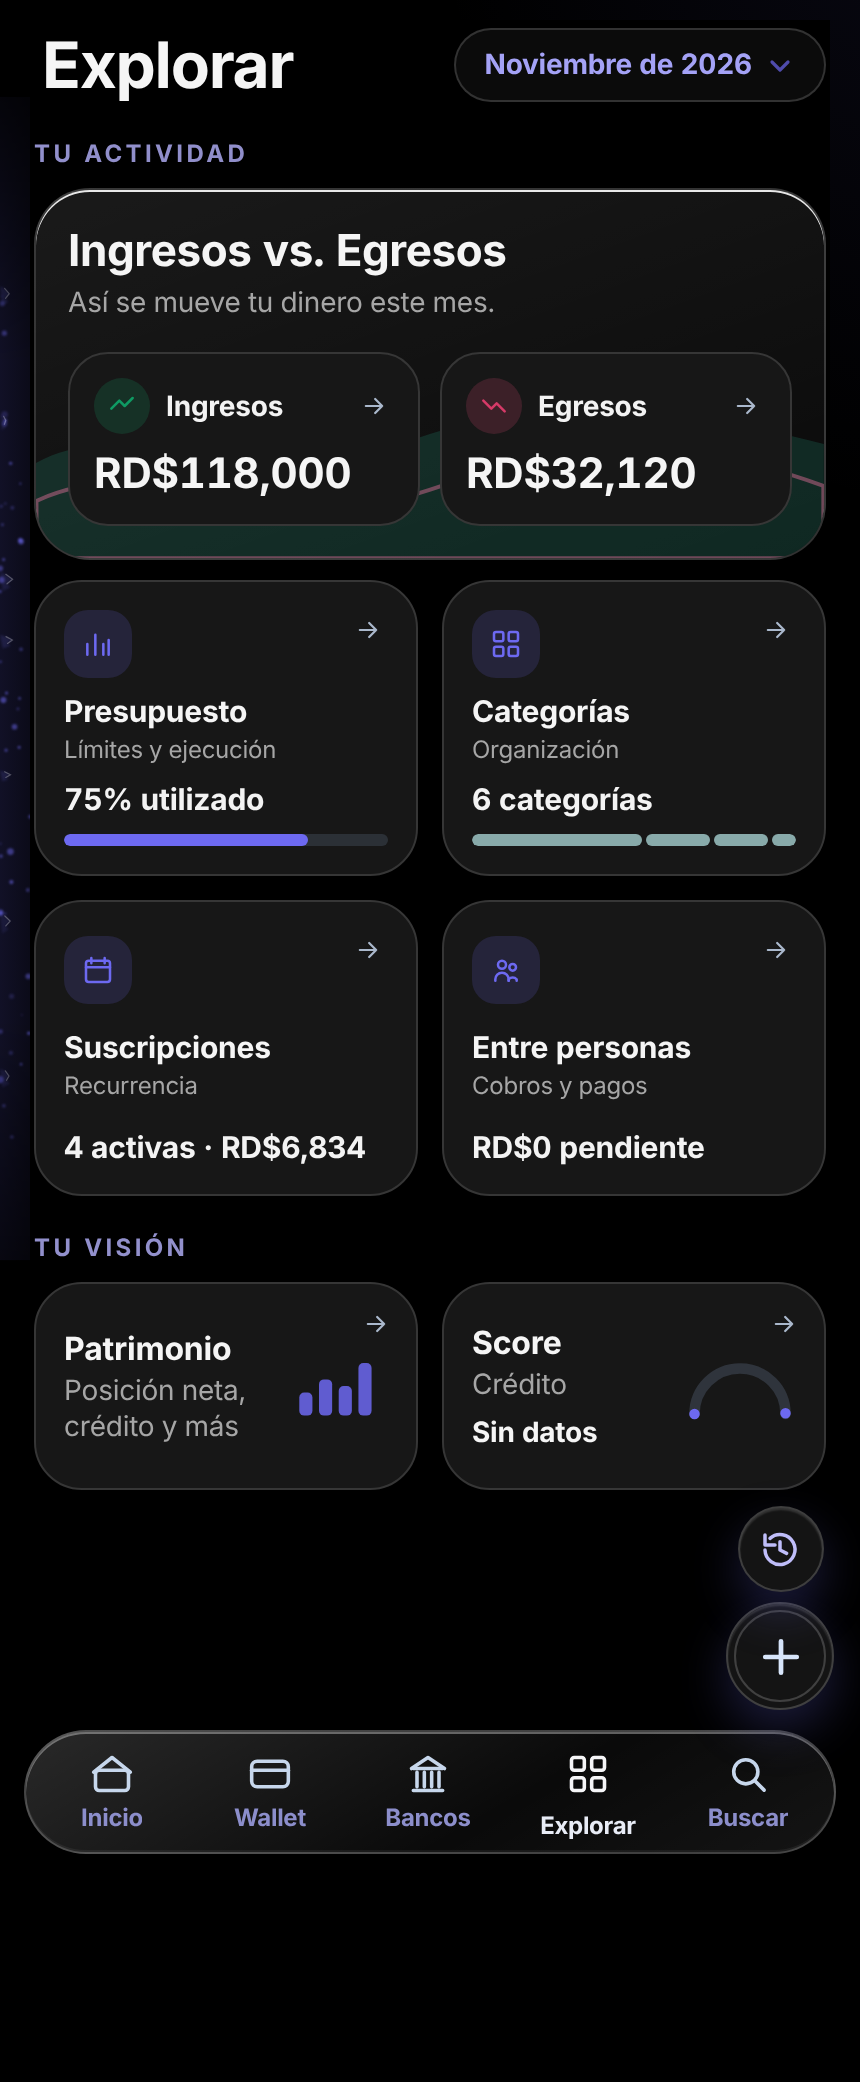 Explorar
Noviembre de 2026
TU ACTIVIDAD
Ingresos vs. Egresos
Así se mueve tu dinero este mes.
Ingresos
RD$118,000
Egresos
RD$32,120
Presupuesto
Límites y ejecución
75% utilizado
Categorías
Organización
6 categorías
Suscripciones
Recurrencia
4 activas · RD$6,834
Entre personas
Cobros y pagos
RD$0 pendiente
TU VISIÓN
Patrimonio
Posición neta,
crédito y más
Score
Crédito
Sin datos
Inicio
Wallet
Bancos
Explorar
Buscar